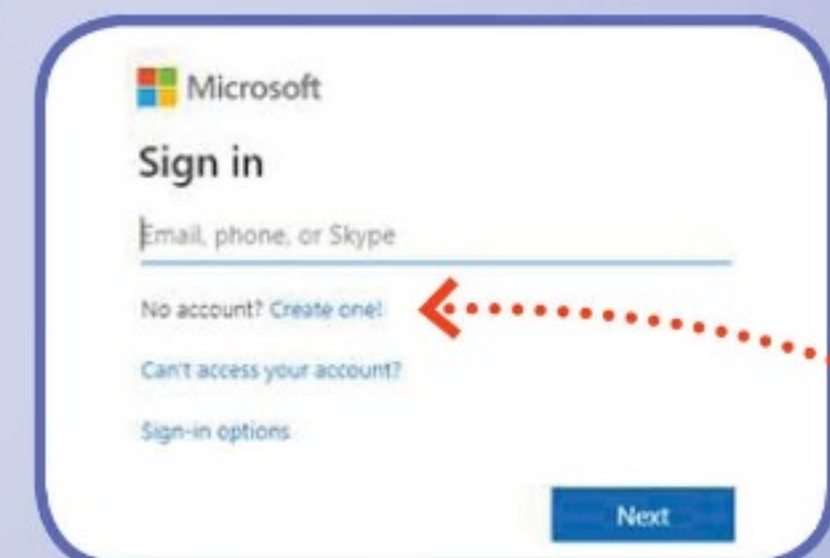 Microsoft
Sign in
Email, phone, or Skype
No account? Create one!
Can't access your account?
Sign-in options
Next